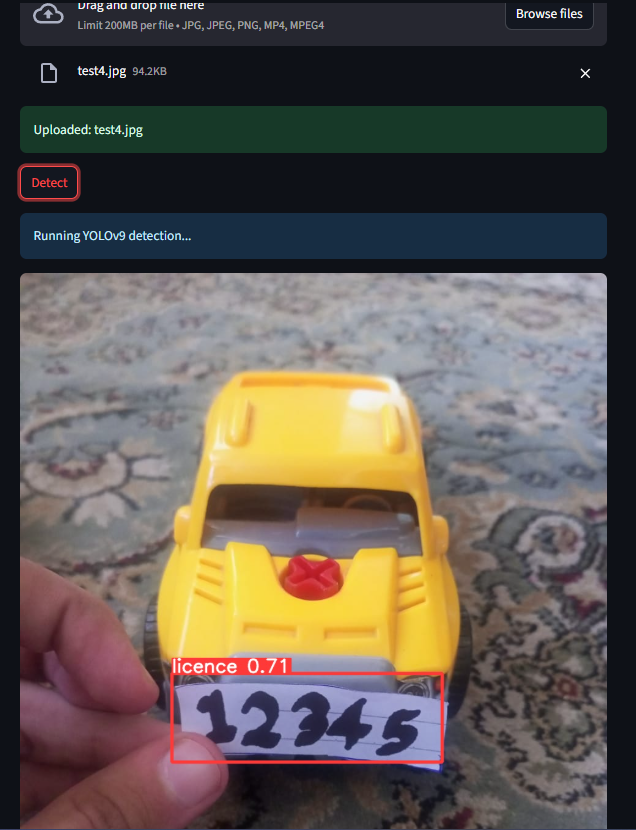 Drag and drop file here
Limit 200MB per file • JPG, JPEG, PNG, MP4, MPEG4
Browse files
test4.jpg 94.2KB
Uploaded: test4.jpg
Detect
Running YOLOv9 detection...
licence 0.71
12345